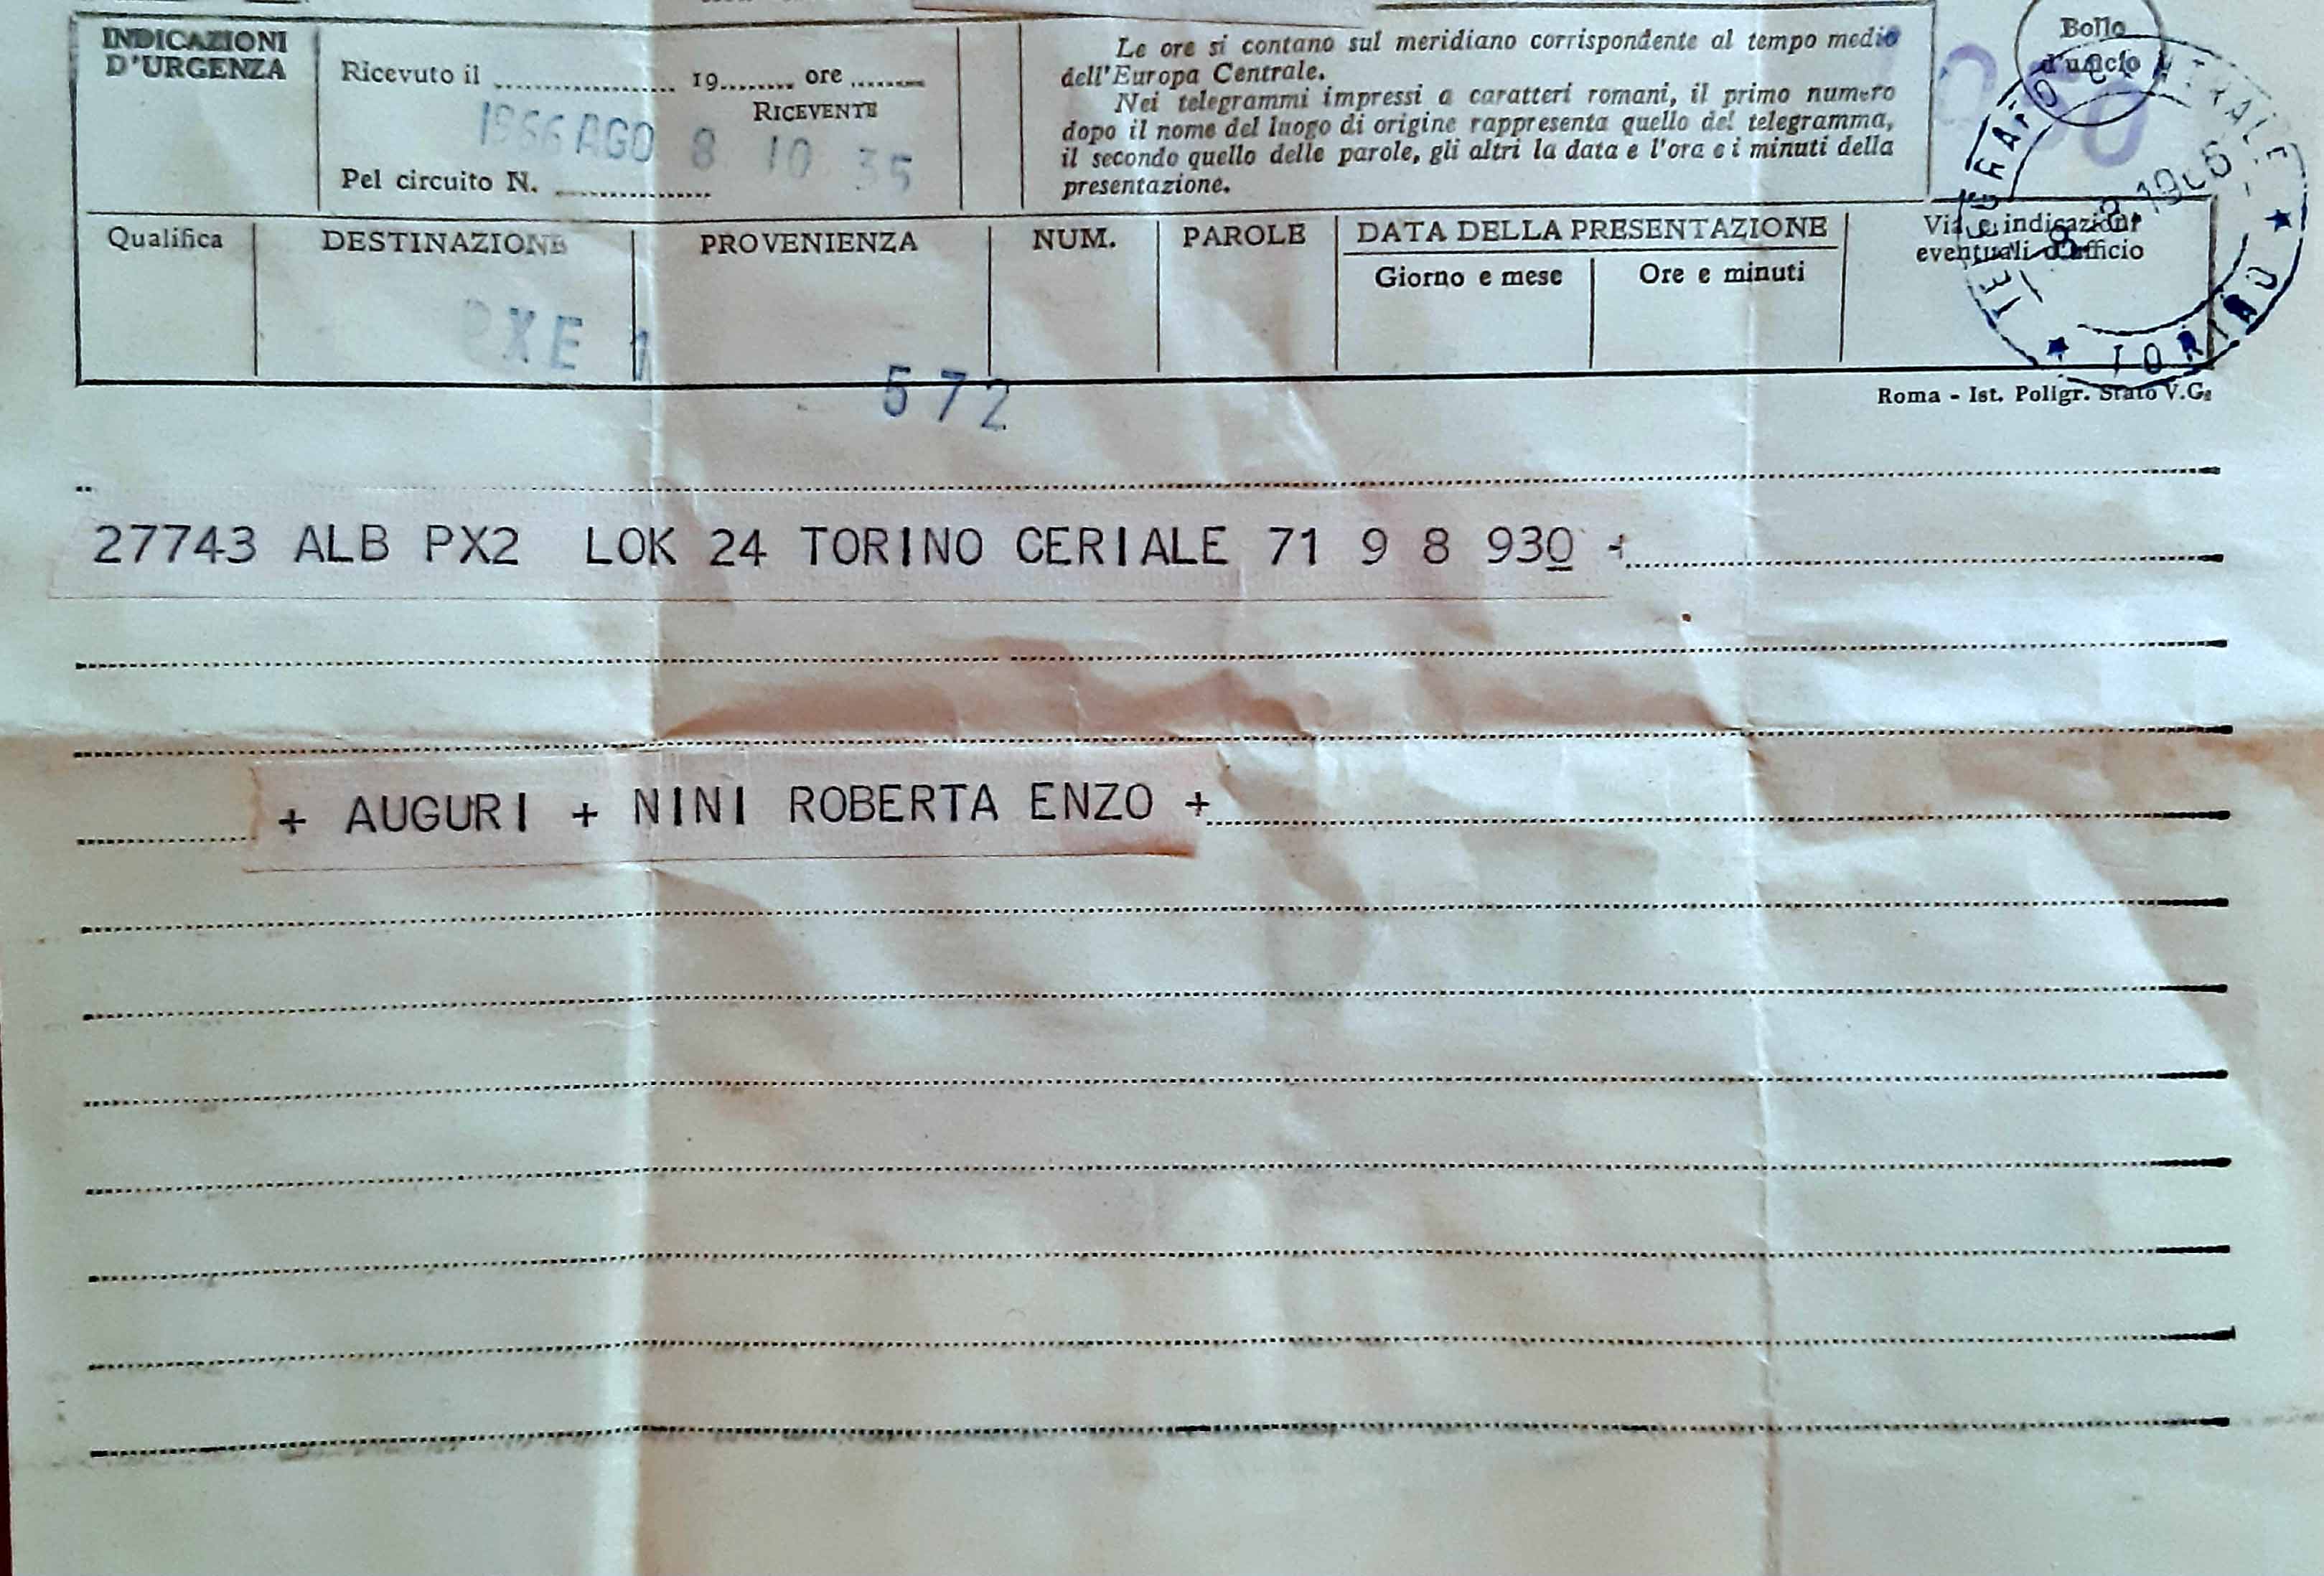 INDICAZIONI
D'URGENZA
Ricevuto il ........................ 19........ ore ........
RICEVENTE
1966 AGO 8 10 35
Pel circuito N. ....................
Le ore si contano sul meridiano corrispondente al tempo medio
dell'Europa Centrale.
Nei telegrammi impressi a caratteri romani, il primo numero
dopo il nome del luogo di origine rappresenta quello del telegramma,
il secondo quello delle parole, gli altri la data e l'ora e i minuti della
presentazione.
Bollo
d'ufficio
TELEGRAFO CENTRALE
TORINO
Qualifica
DESTINAZIONE
PROVENIENZA
NUM.
PAROLE
DATA DELLA PRESENTAZIONE
Giorno e mese
Ore e minuti
Via e indicazioni
eventuali d'ufficio
XE 1
572
Roma - Ist. Poligr. Stato V.G.
27743 ALB PX2 LOK 24 TORINO CERIALE 71 9 8 930 +
+ AUGURI + NINI ROBERTA ENZO +